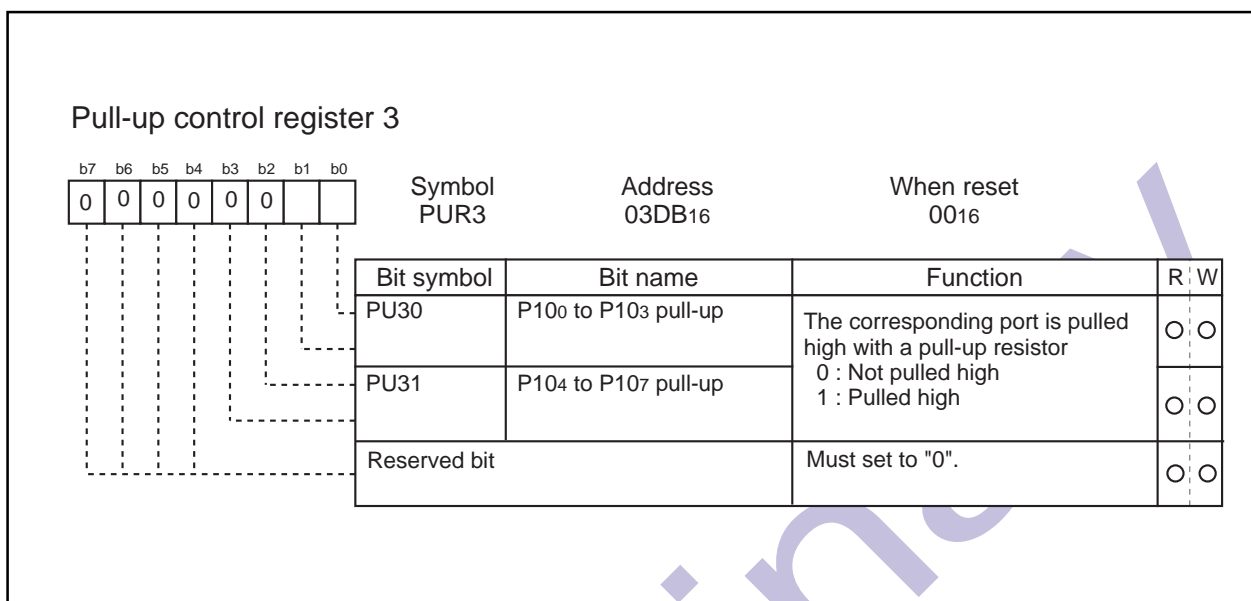 Pull-up control register 3
b7 b6 b5 b4 b3 b2 b1 b0
0 0 0 0 0 0
Symbol Address When reset
PUR3 03DB16 0016
Bit symbol Bit name Function R W
PU30 P100 to P103 pull-up
The corresponding port is pulled
high with a pull-up resistor
0 : Not pulled high
1 : Pulled high
PU31 P104 to P107 pull-up
Reserved bit Must set to "0".